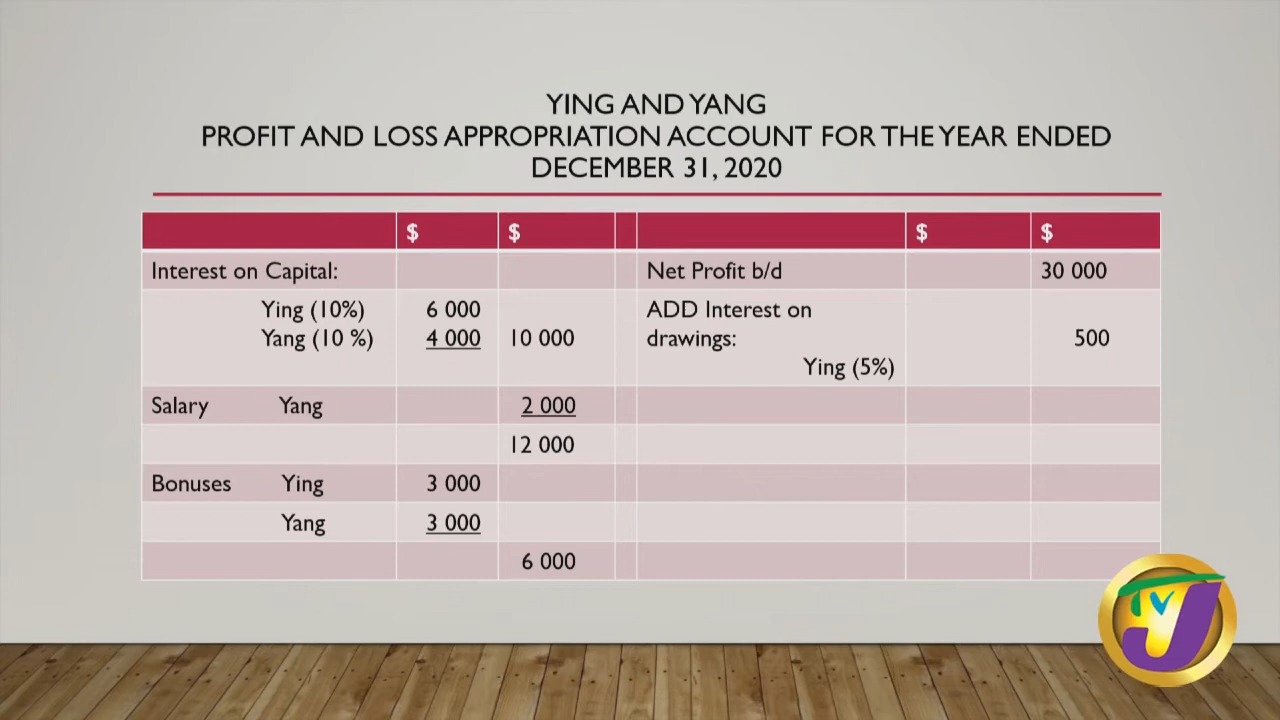 YING AND YANG
PROFIT AND LOSS APPROPRIATION ACCOUNT FOR THE YEAR ENDED
DECEMBER 31, 2020
$ $ $ $
Interest on Capital: Net Profit b/d 30 000
Ying (10%) 6 000 ADD Interest on
Yang (10 %) 4 000 10 000 drawings: 500
Ying (5%)
Salary Yang 2 000
12 000
Bonuses Ying 3 000
Yang 3 000
6 000
TVJ